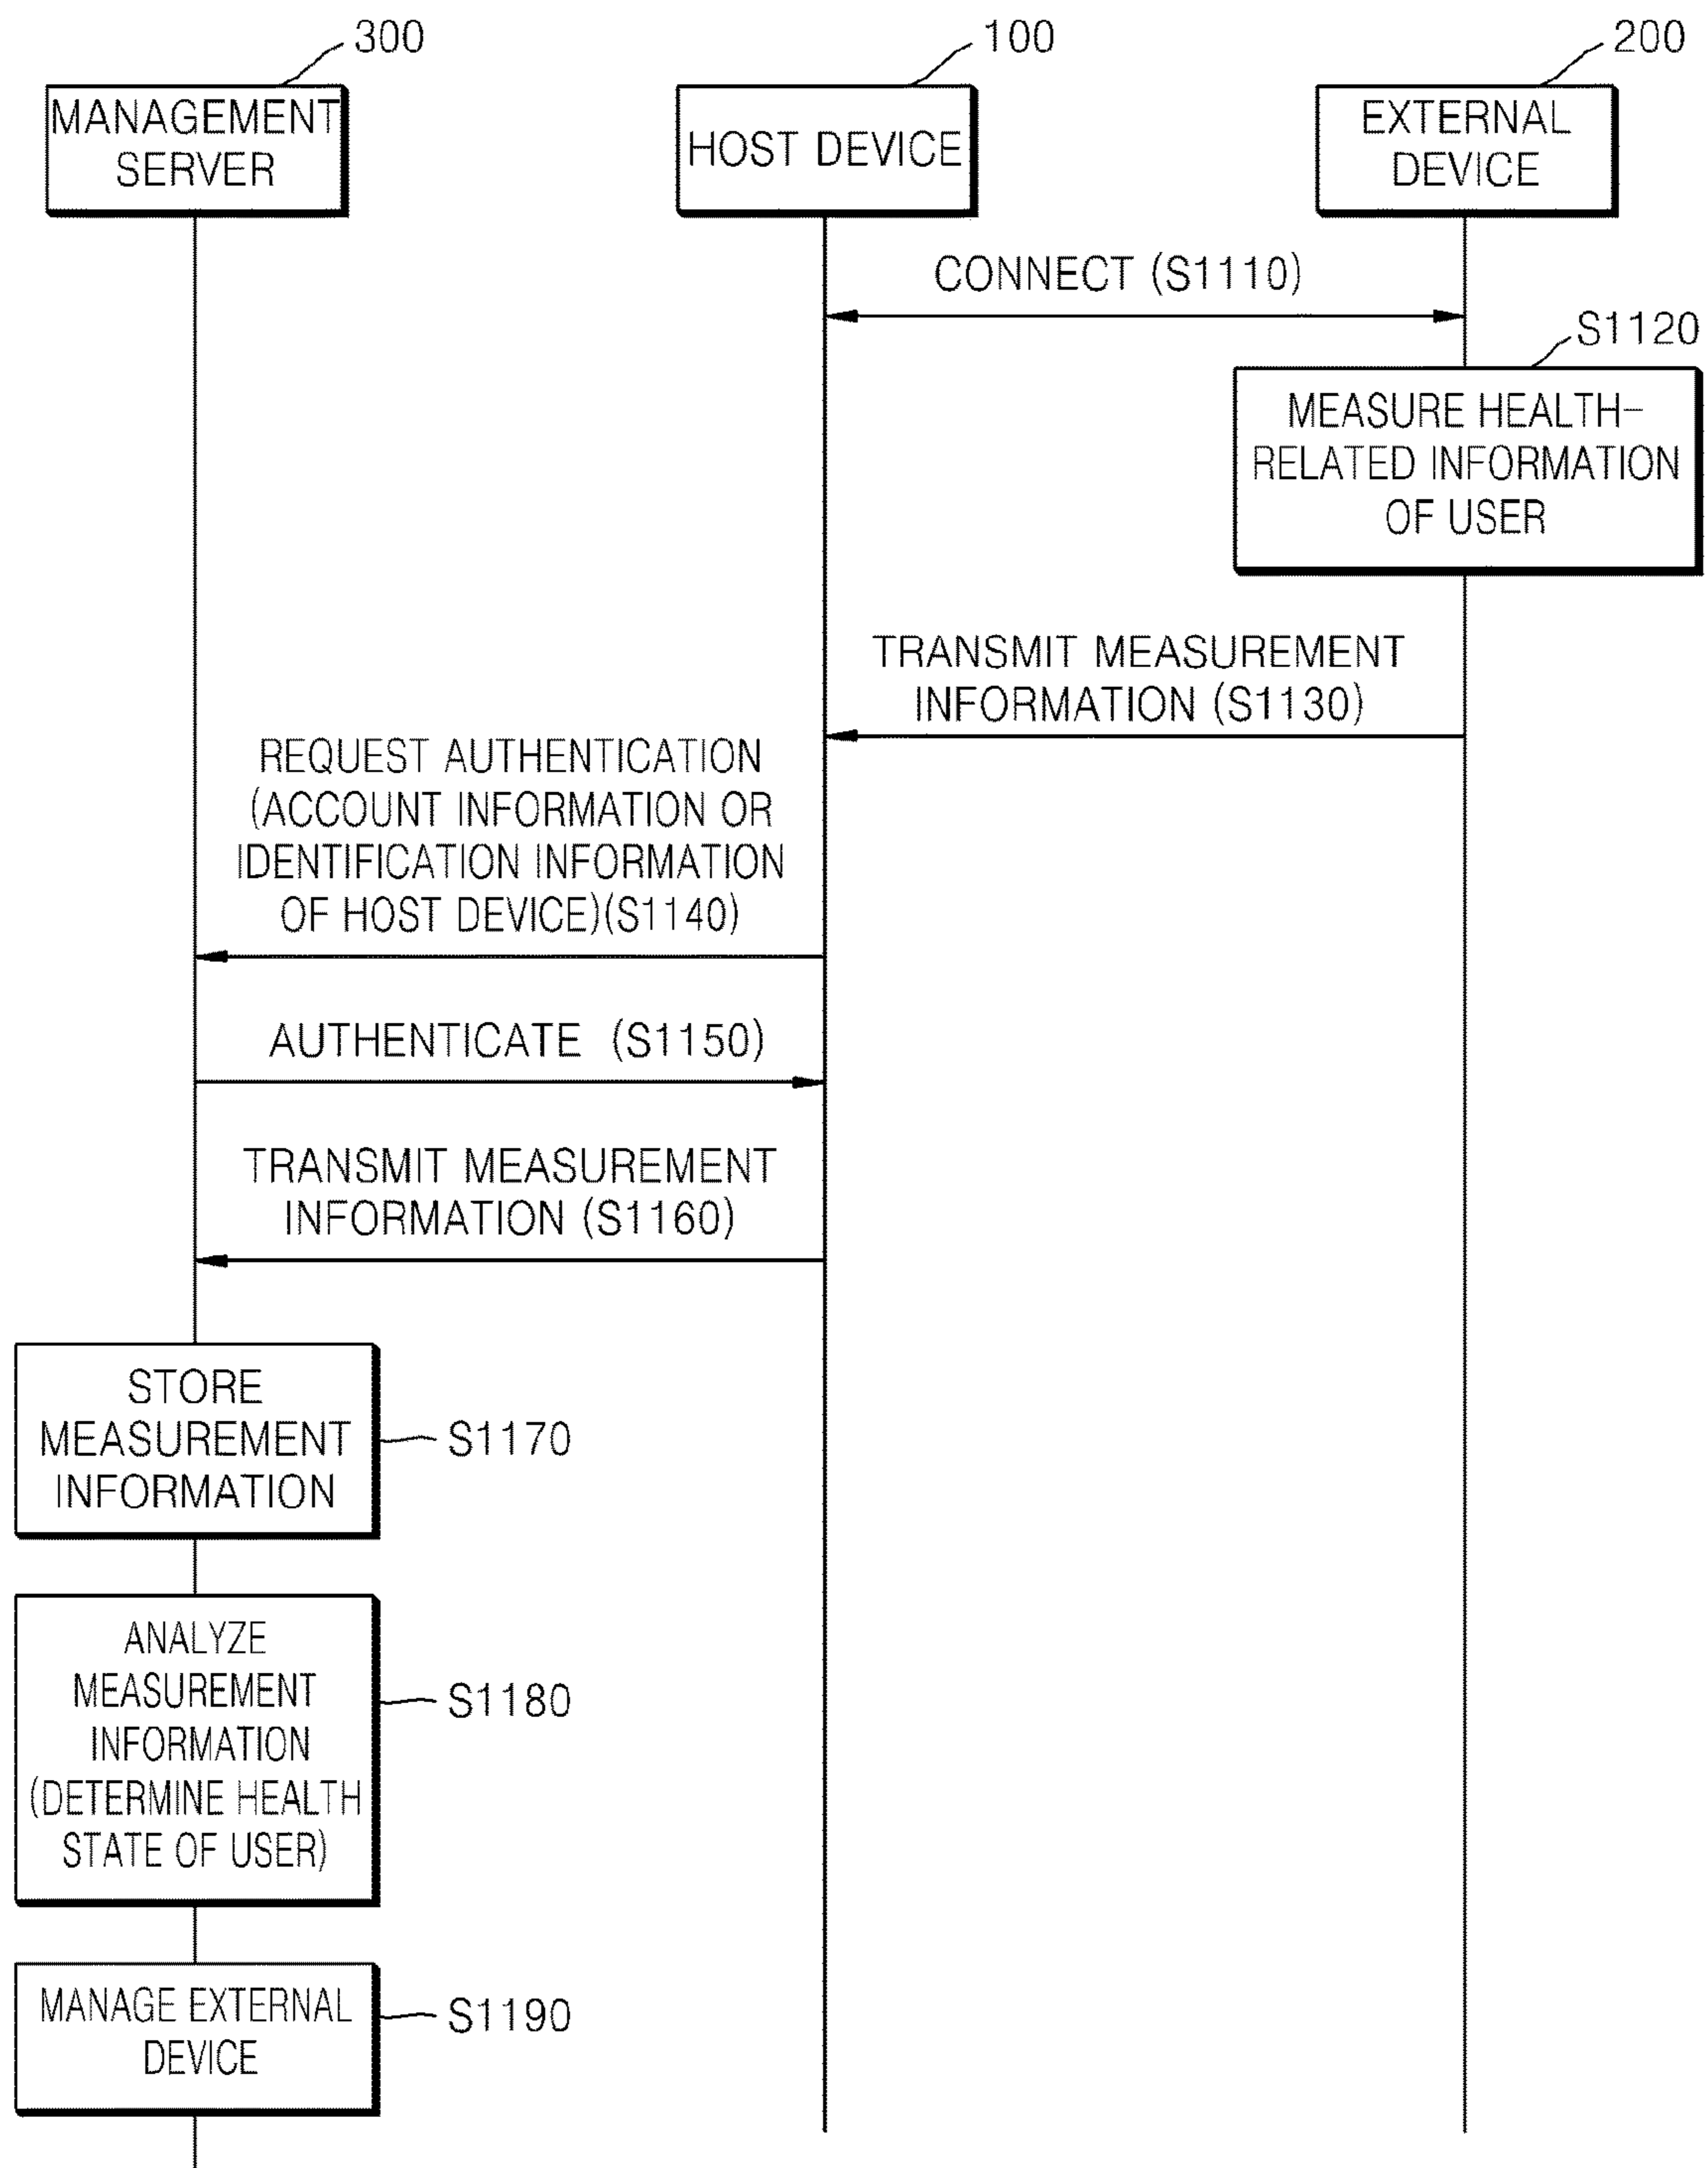 300
100
200
MANAGEMENT
SERVER
HOST DEVICE
EXTERNAL
DEVICE
CONNECT (S1110)
S1120
MEASURE HEALTH-
RELATED INFORMATION
OF USER
TRANSMIT MEASUREMENT
INFORMATION (S1130)
REQUEST AUTHENTICATION
(ACCOUNT INFORMATION OR
IDENTIFICATION INFORMATION
OF HOST DEVICE)(S1140)
AUTHENTICATE (S1150)
TRANSMIT MEASUREMENT
INFORMATION (S1160)
STORE
MEASUREMENT
INFORMATION
S1170
ANALYZE
MEASUREMENT
INFORMATION
(DETERMINE HEALTH
STATE OF USER)
S1180
MANAGE EXTERNAL
DEVICE
S1190